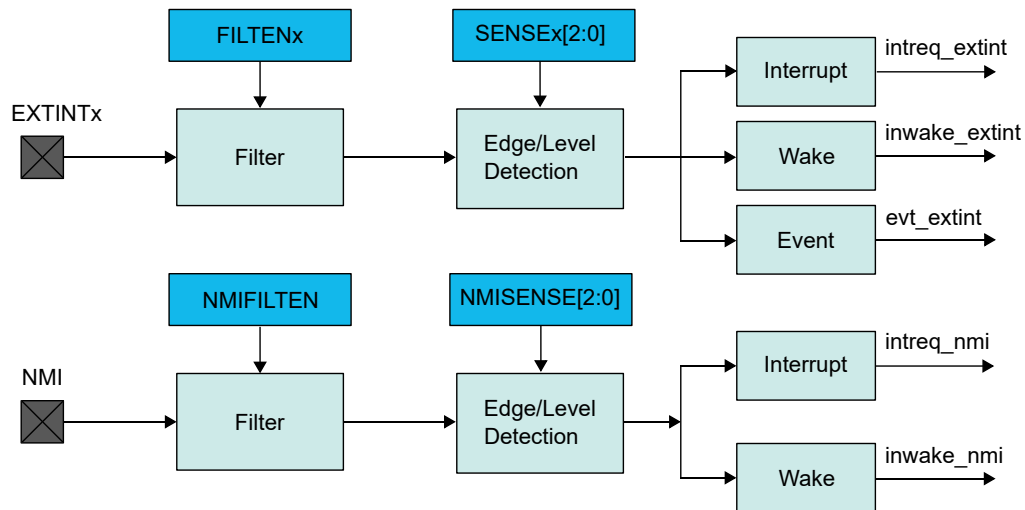 FILTENx
SENSEx[2:0]
EXTINTx
Filter
Edge/Level
Detection
Interrupt
intreq_extint
Wake
inwake_extint
Event
evt_extint
NMIFILTEN
NMISENSE[2:0]
NMI
Filter
Edge/Level
Detection
Interrupt
intreq_nmi
Wake
inwake_nmi